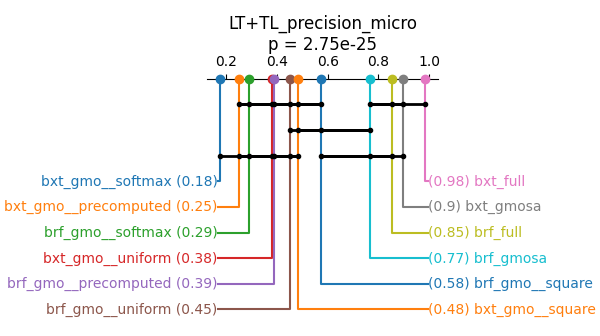 LT+TL_precision_micro
p = 2.75e-25
0.2 0.4 0.6 0.8 1.0
bxt_gmo__softmax (0.18) (0.98) bxt_full
bxt_gmo__precomputed (0.25) (0.9) bxt_gmosa
brf_gmo__softmax (0.29) (0.85) brf_full
bxt_gmo__uniform (0.38) (0.77) brf_gmosa
brf_gmo__precomputed (0.39) (0.58) brf_gmo__square
brf_gmo__uniform (0.45) (0.48) bxt_gmo__square